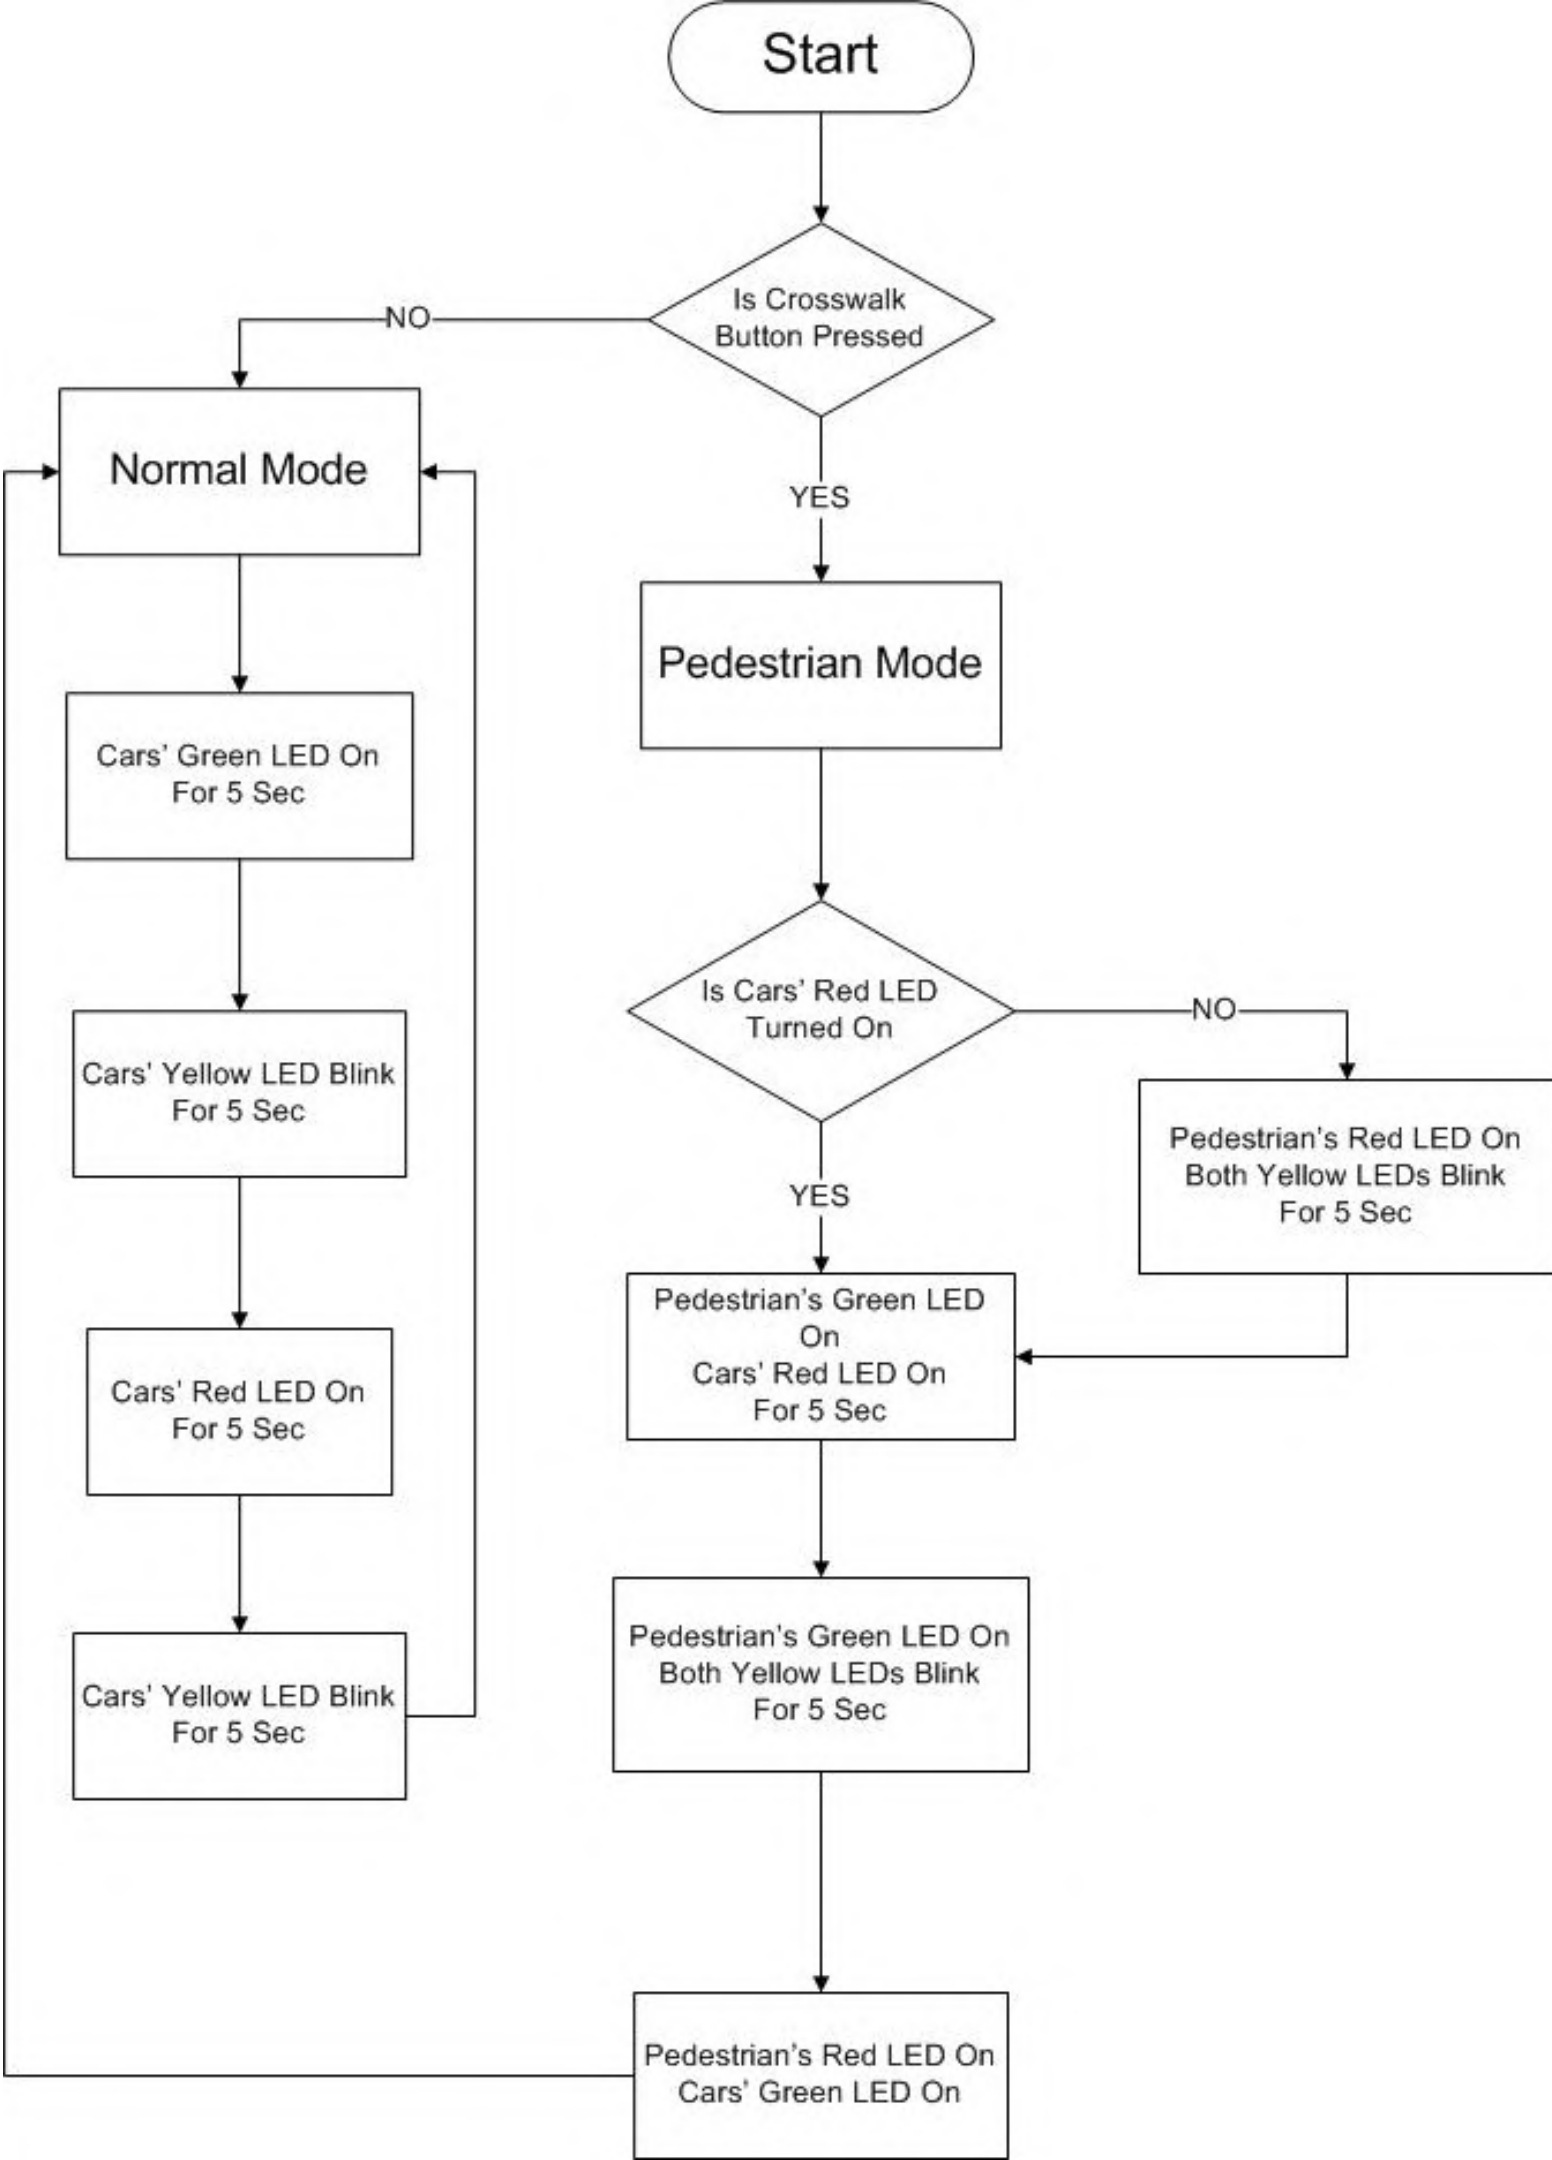 Start
Is Crosswalk
Button Pressed
NO
YES
Normal Mode
Cars' Green LED On
For 5 Sec
Cars' Yellow LED Blink
For 5 Sec
Cars' Red LED On
For 5 Sec
Cars' Yellow LED Blink
For 5 Sec
Pedestrian Mode
Is Cars' Red LED
Turned On
NO
YES
Pedestrian's Red LED On
Both Yellow LEDs Blink
For 5 Sec
Pedestrian's Green LED
On
Cars' Red LED On
For 5 Sec
Pedestrian's Green LED On
Both Yellow LEDs Blink
For 5 Sec
Pedestrian's Red LED On
Cars' Green LED On